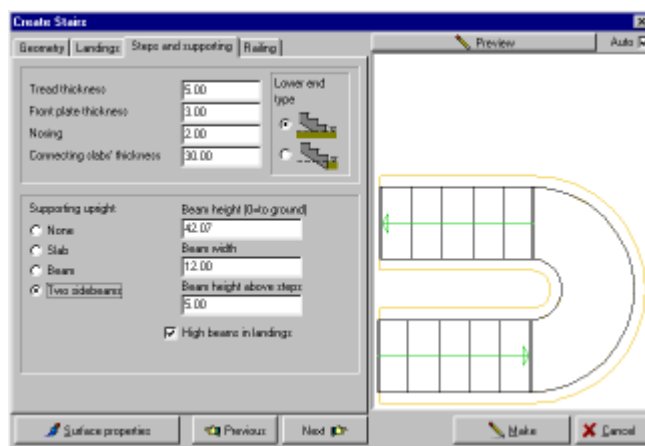 Create Stairs
Geometry Landings Steps and supporting Railing
Preview Auto
Tread thickness 5.00
Front plate thickness 3.00
Nosing 2.00
Connecting slabs' thickness 30.00
Lower end
type
Supporting upright
None
Slab
Beam
Two sidebeams
Beam height (0=to ground)
42.07
Beam width
12.00
Beam height above steps
5.00
High beams in landings
Surface properties Previous Next Make Cancel